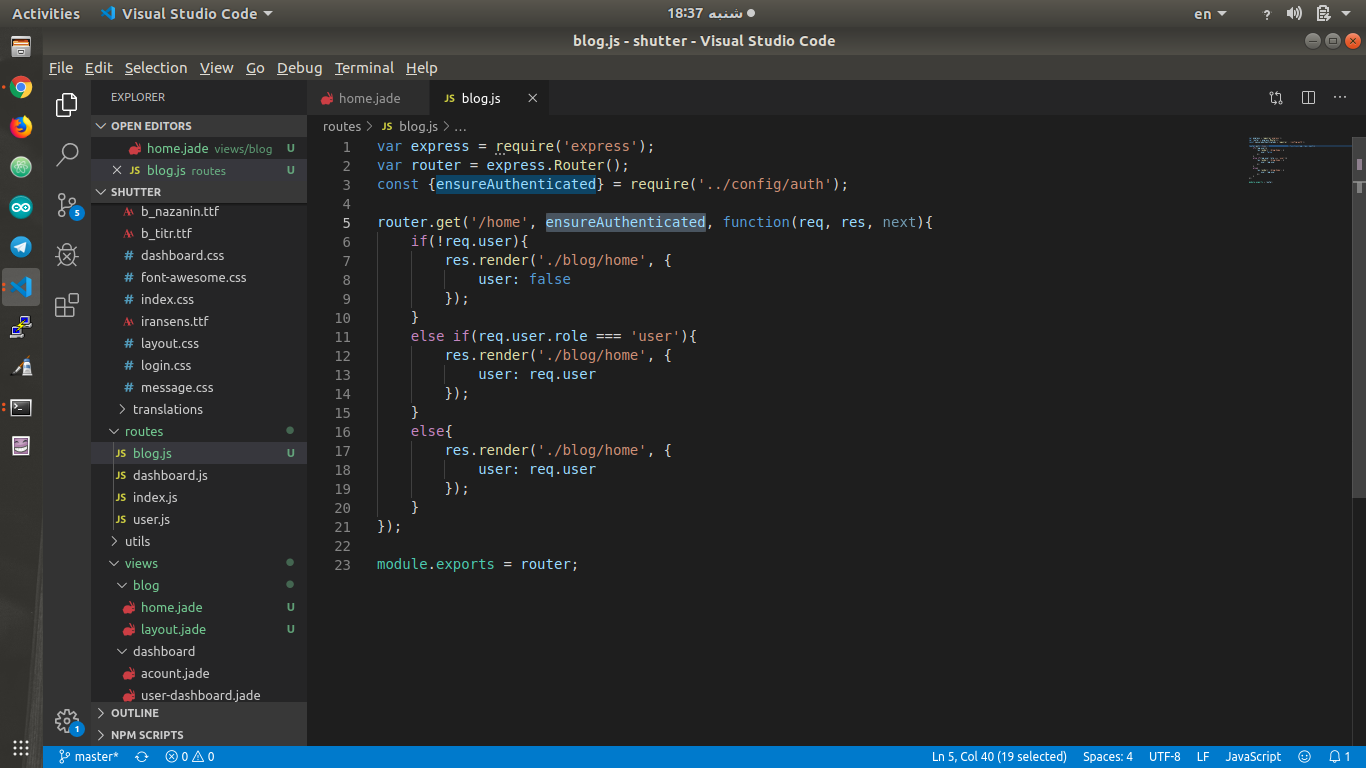 Activities Visual Studio Code شنبه 18:37 en ?
blog.js - shutter - Visual Studio Code
File Edit Selection View Go Debug Terminal Help
EXPLORER
OPEN EDITORS
home.jade views/blog U
JS blog.js routes U
SHUTTER
b_nazanin.ttf
b_titr.ttf
# dashboard.css
# font-awesome.css
# index.css
iransens.ttf
# layout.css
# login.css
# message.css
translations
routes
JS blog.js U
JS dashboard.js
JS index.js
JS user.js
utils
views
blog
home.jade U
layout.jade U
dashboard
acount.jade
user-dashboard.jade
OUTLINE
NPM SCRIPTS
5
1
home.jade JS blog.js
routes > JS blog.js > ...
1 var express = require('express');
2 var router = express.Router();
3 const {ensureAuthenticated} = require('../config/auth');
4
5 router.get('/home', ensureAuthenticated, function(req, res, next){
6 if(!req.user){
7 res.render('./blog/home', {
8 user: false
9 });
10 }
11 else if(req.user.role === 'user'){
12 res.render('./blog/home', {
13 user: req.user
14 });
15 }
16 else{
17 res.render('./blog/home', {
18 user: req.user
19 });
20 }
21 });
22
23 module.exports = router;
master* 0 0 Ln 5, Col 40 (19 selected) Spaces: 4 UTF-8 LF JavaScript 1